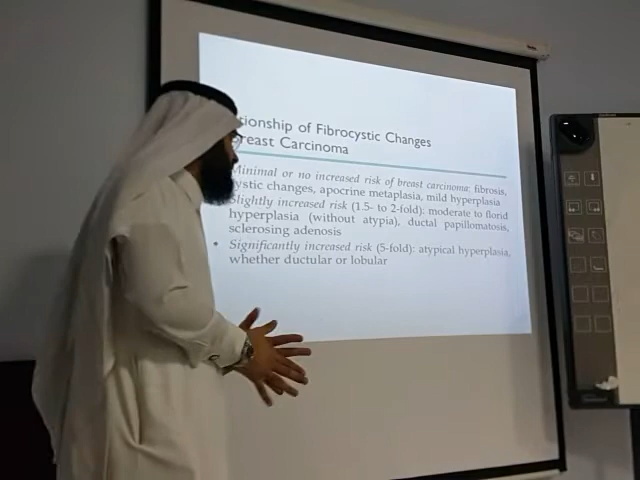 tionship of Fibrocystic Changes
reast Carcinoma
Minimal or no increased risk of breast carcinoma: fibrosis,
ystic changes, apocrine metaplasia, mild hyperplasia
Slightly increased risk (1.5- to 2-fold): moderate to florid
hyperplasia (without atypia), ductal papillomatosis,
sclerosing adenosis
• Significantly increased risk (5-fold): atypical hyperplasia,
whether ductular or lobular